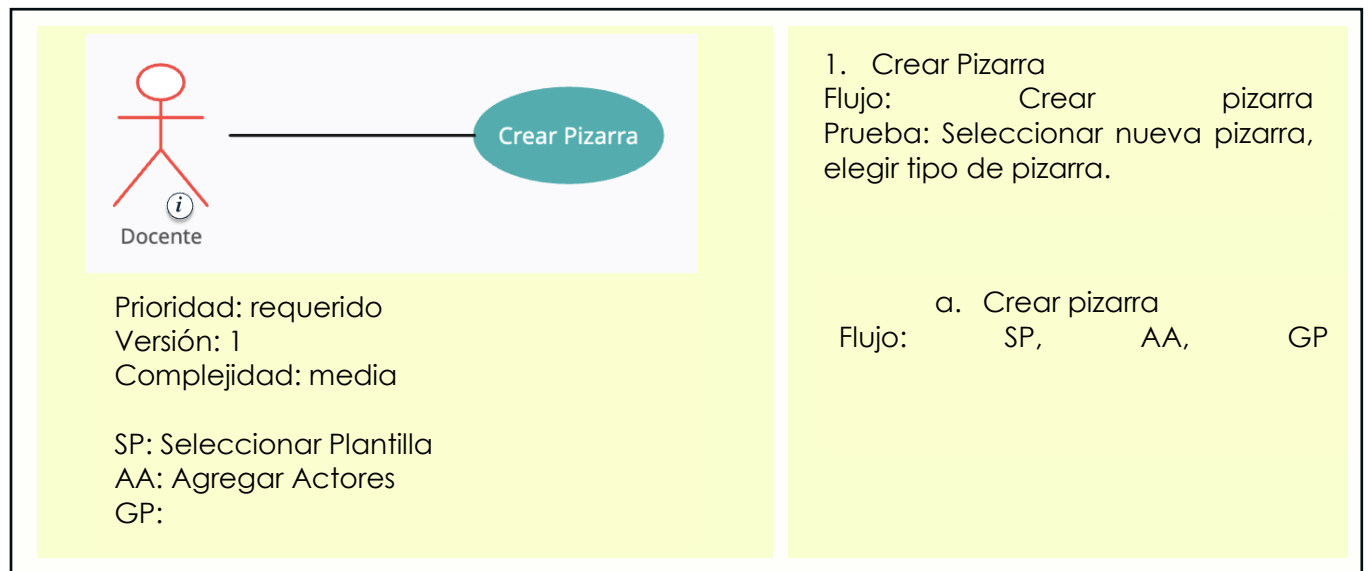 Crear Pizarra
i
Docente
Prioridad: requerido
Versión: 1
Complejidad: media
SP: Seleccionar Plantilla
AA: Agregar Actores
GP:
1. Crear Pizarra
Flujo: Crear pizarra
Prueba: Seleccionar nueva pizarra,
elegir tipo de pizarra.
a. Crear pizarra
Flujo: SP, AA, GP